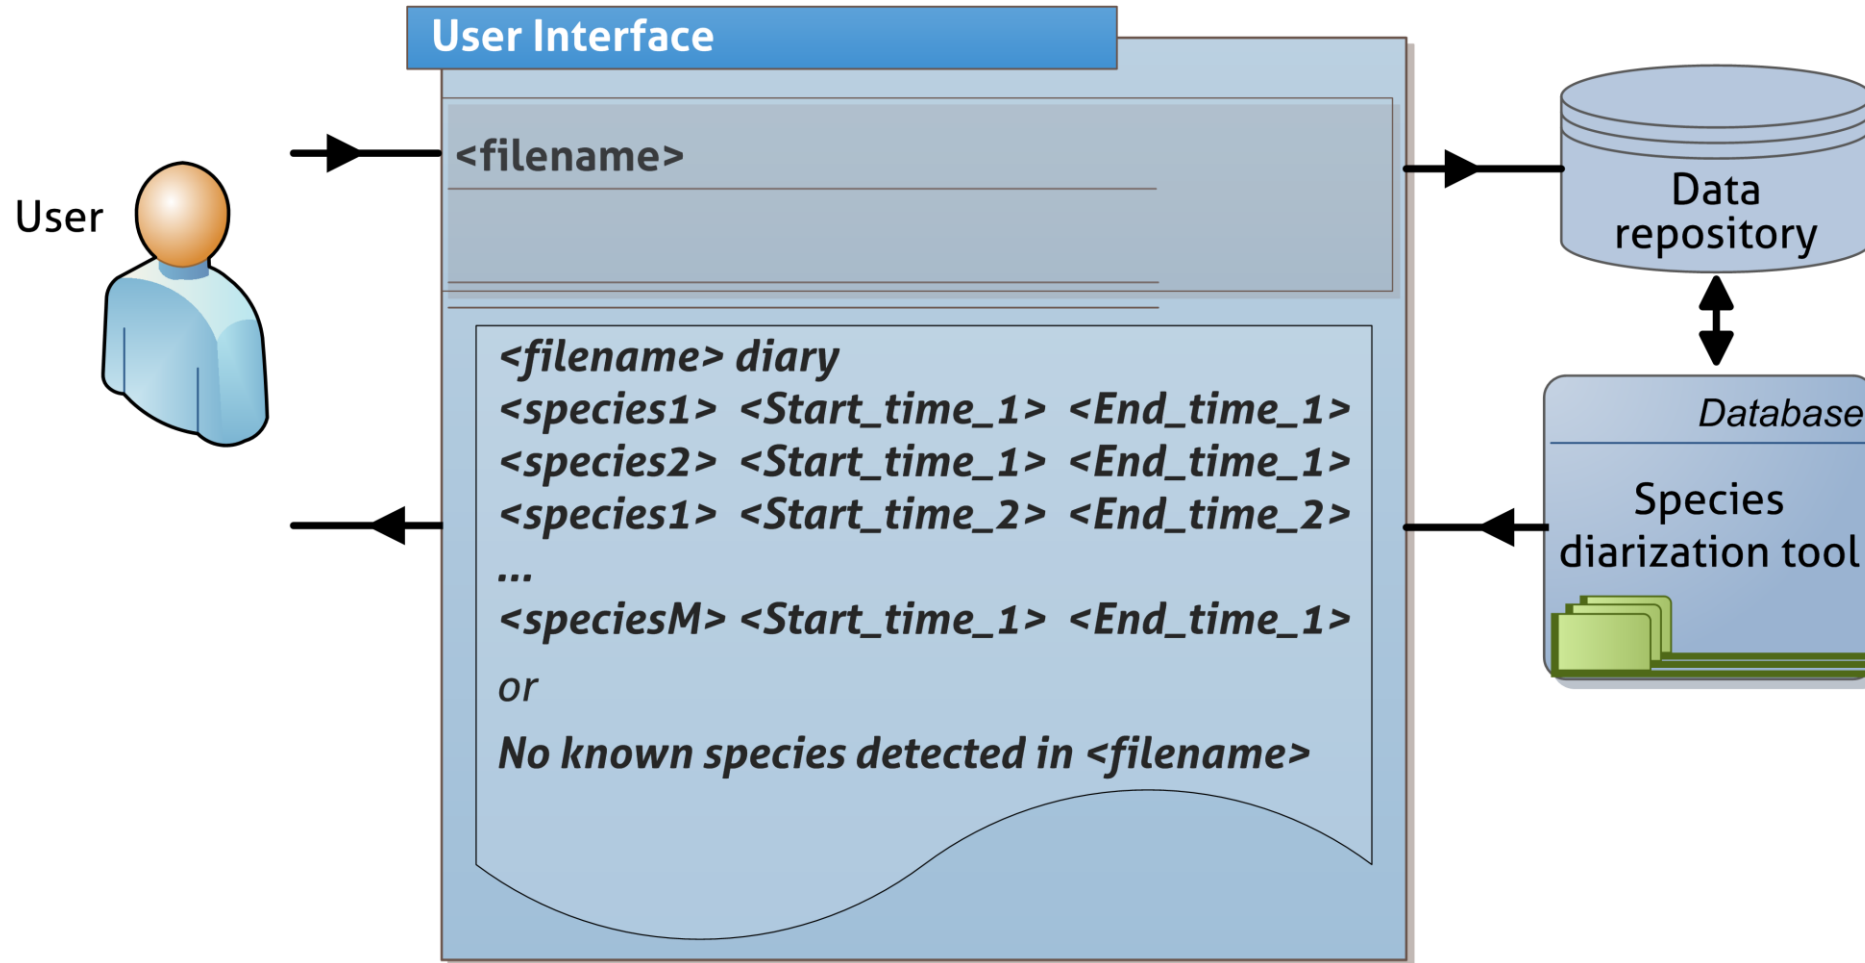 User Interface
<filename>
User
Data
repository
<filename> diary
<species1> <Start_time_1> <End_time_1>
<species2> <Start_time_1> <End_time_1>
<species1> <Start_time_2> <End_time_2>
...
<speciesM> <Start_time_1> <End_time_1>
or
No known species detected in <filename>
Database
Species
diarization tool